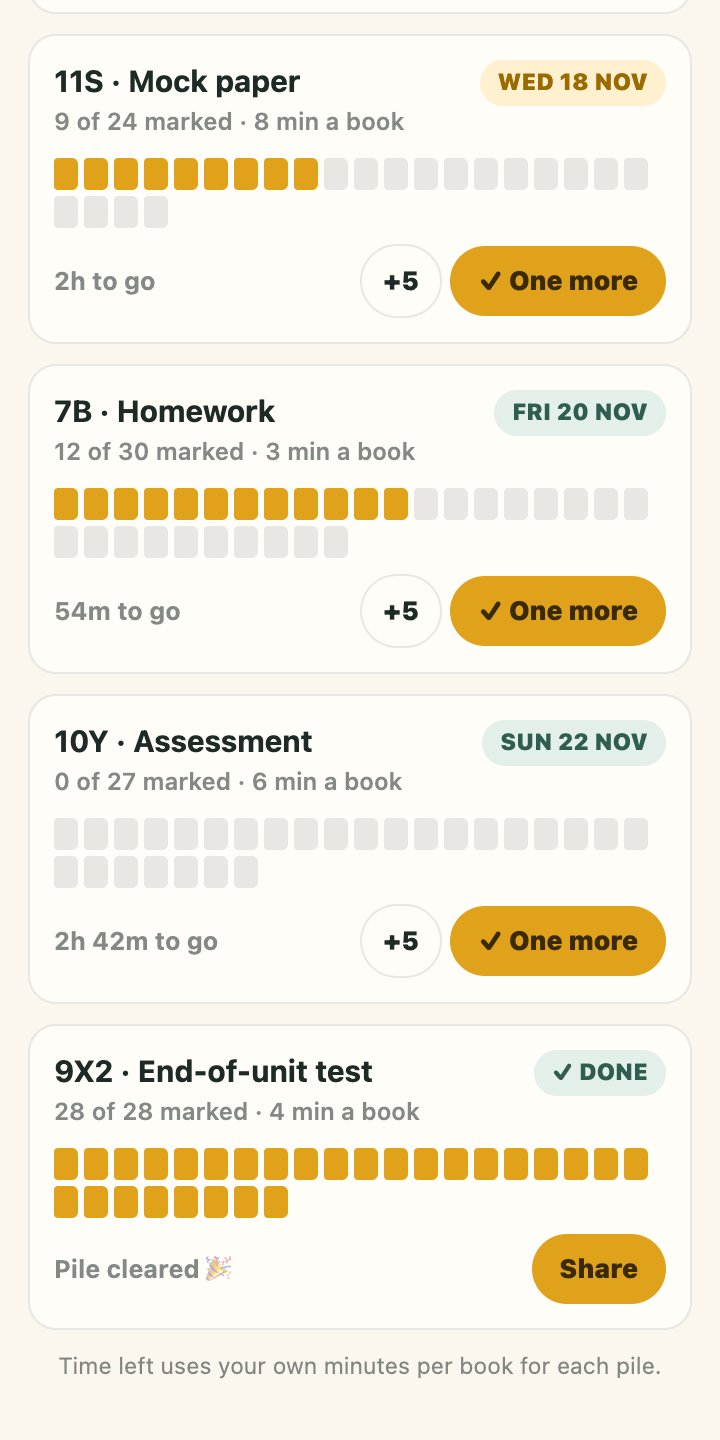 11S · Mock paper
WED 18 NOV
9 of 24 marked · 8 min a book
2h to go
+5
✓ One more
7B · Homework
FRI 20 NOV
12 of 30 marked · 3 min a book
54m to go
+5
✓ One more
10Y · Assessment
SUN 22 NOV
0 of 27 marked · 6 min a book
2h 42m to go
+5
✓ One more
9X2 · End-of-unit test
✓ DONE
28 of 28 marked · 4 min a book
Pile cleared 🎉
Share
Time left uses your own minutes per book for each pile.